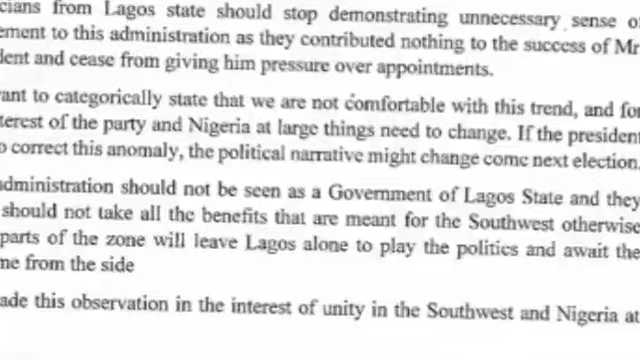 cians from Lagos state should stop demonstrating unnecessary sense o
ement to this administration as they contributed nothing to the success of Mr
dent and cease from giving him pressure over appointments.
ant to categorically state that we are not comfortable with this trend, and for
terest of the party and Nigeria at large things need to change. If the president
o correct this anomaly, the political narrative might change come next election.
administration should not be seen as a Government of Lagos State and they
should not take all the benefits that are meant for the Southwest otherwise
parts of the zone will leave Lagos alone to play the politics and await the
me from the side
ade this observation in the interest of unity in the Southwest and Nigeria at